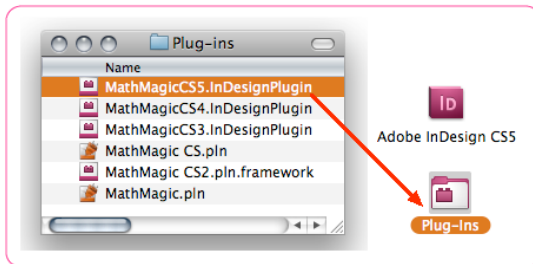 Plug-ins
Name
MathMagicCS5.InDesignPlugin
MathMagicCS4.InDesignPlugin
MathMagicCS3.InDesignPlugin
MathMagic CS.pln
MathMagic CS2.pln.framework
MathMagic.pln
Id
Adobe InDesign CS5
Plug-Ins